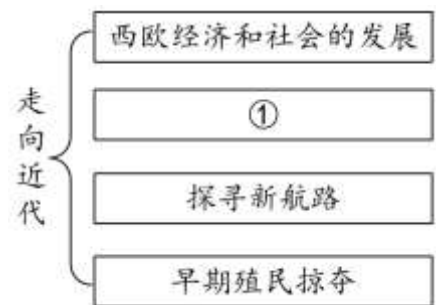 走向近代
西欧经济和社会的发展
①
探寻新航路
早期殖民掠夺